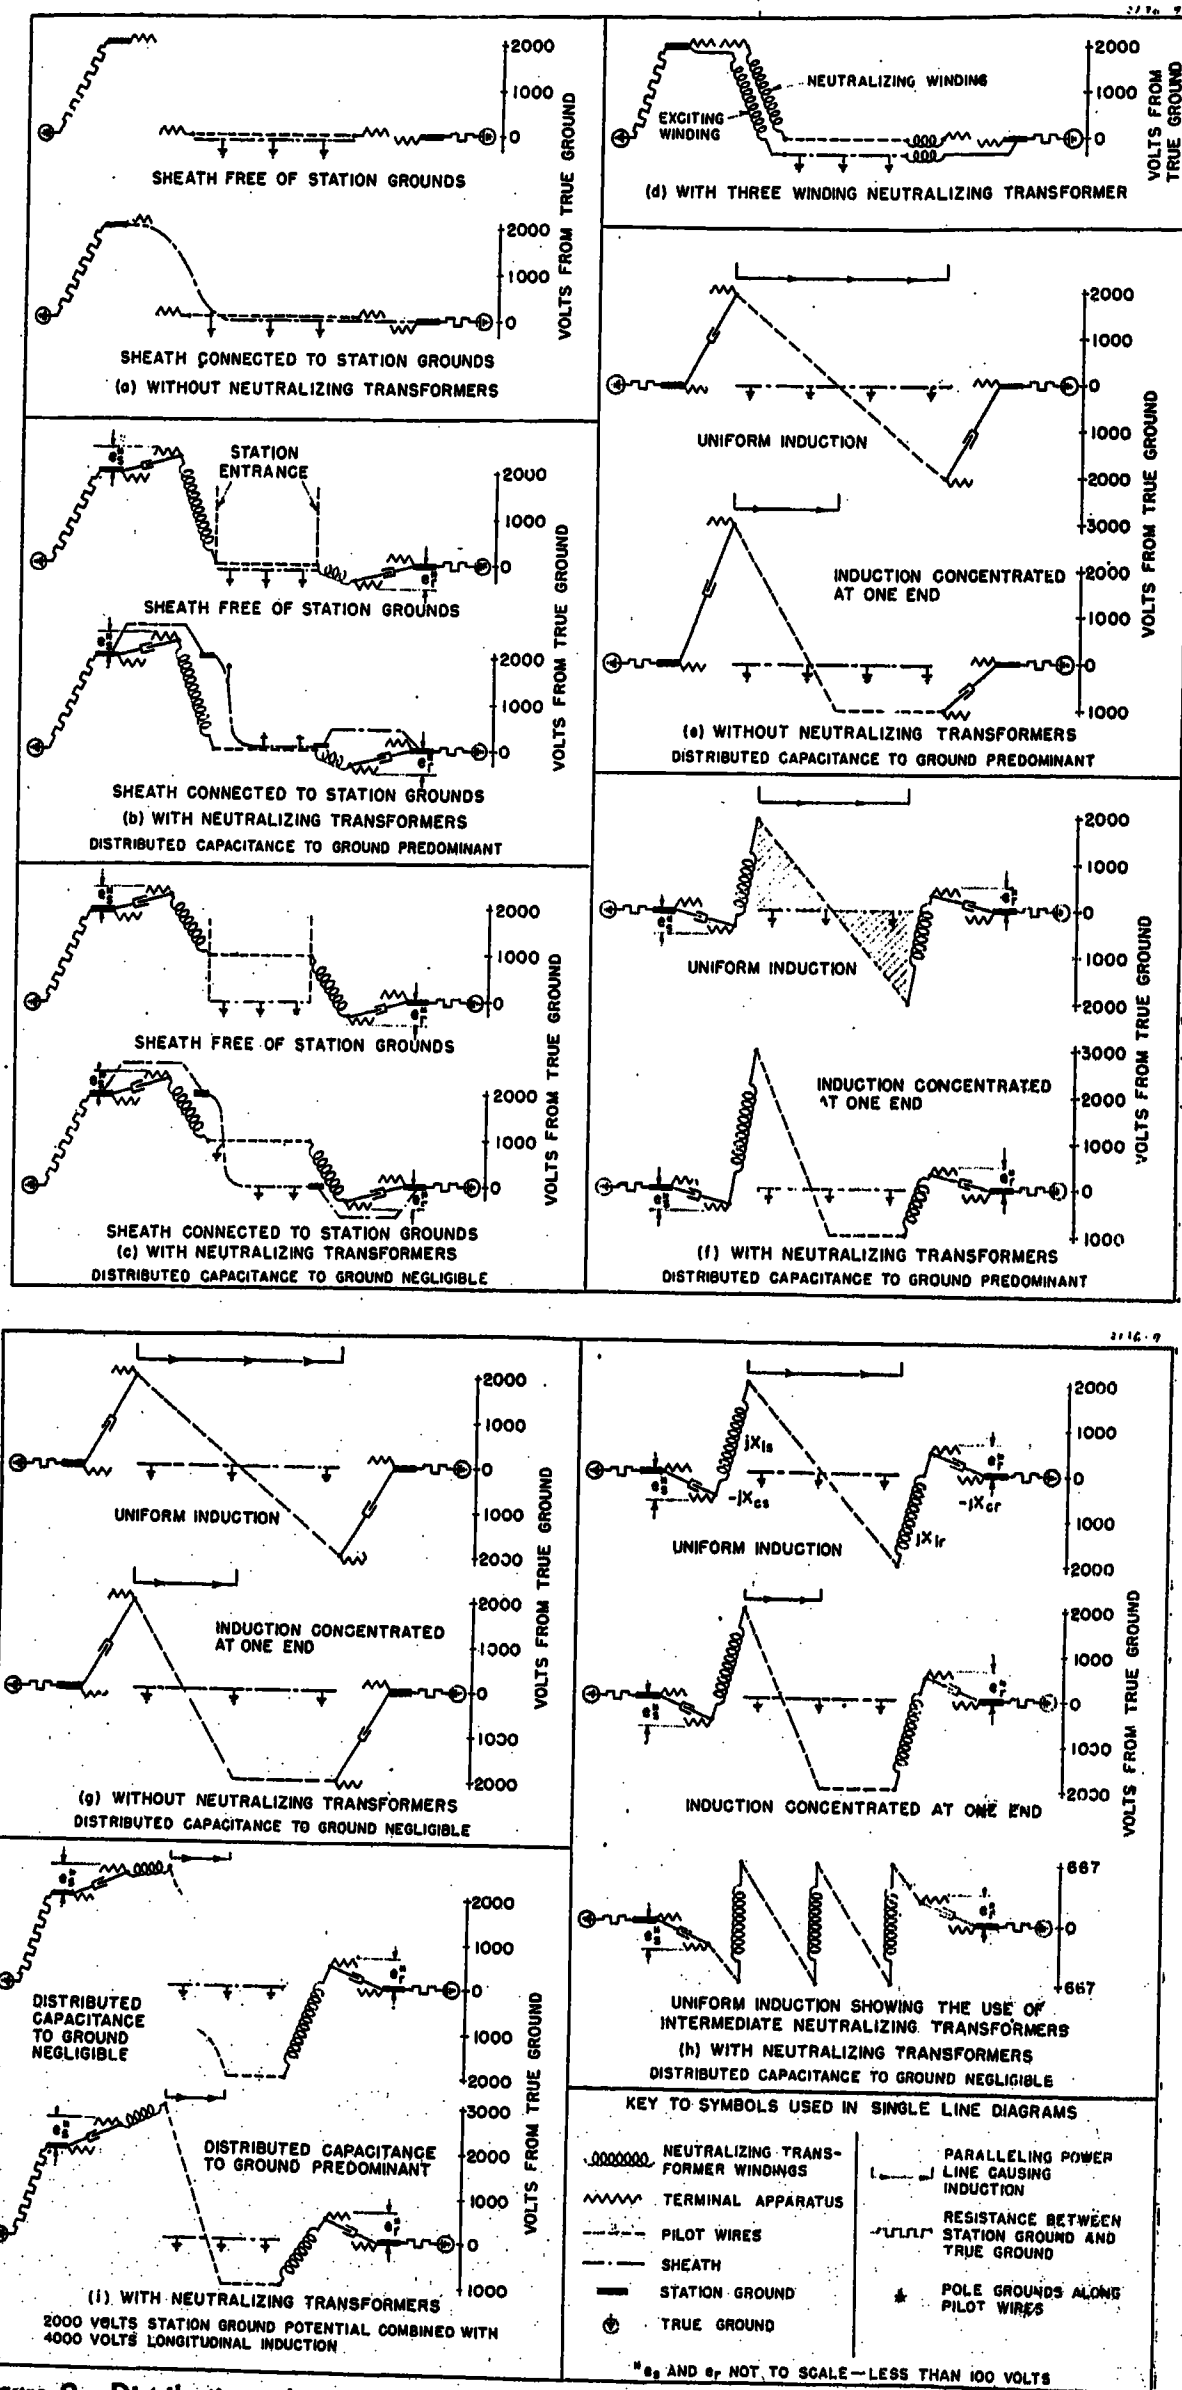 2000
1000
0
VOLTS FROM TRUE GROUND
SHEATH FREE OF STATION GROUNDS
2000
1000
0
SHEATH CONNECTED TO STATION GROUNDS
(a) WITHOUT NEUTRALIZING TRANSFORMERS
STATION
ENTRANCE
e*s
2000
1000
0
e*r
SHEATH FREE OF STATION GROUNDS
VOLTS FROM TRUE GROUND
e*s
2000
1000
0
e*r
SHEATH CONNECTED TO STATION GROUNDS
(b) WITH NEUTRALIZING TRANSFORMERS
DISTRIBUTED CAPACITANCE TO GROUND PREDOMINANT
e*s
2000
1000
0
e*r
SHEATH FREE OF STATION GROUNDS
VOLTS FROM TRUE GROUND
e*s
2000
1000
0
e*r
SHEATH CONNECTED TO STATION GROUNDS
(c) WITH NEUTRALIZING TRANSFORMERS
DISTRIBUTED CAPACITANCE TO GROUND NEGLIGIBLE
NEUTRALIZING WINDING
EXCITING
WINDING
2000
1000
0
VOLTS FROM
TRUE GROUND
(d) WITH THREE WINDING NEUTRALIZING TRANSFORMER
2000
1000
0
1000
2000
UNIFORM INDUCTION
VOLTS FROM TRUE GROUND
3000
2000
1000
0
1000
INDUCTION CONCENTRATED
AT ONE END
(e) WITHOUT NEUTRALIZING TRANSFORMERS
DISTRIBUTED CAPACITANCE TO GROUND PREDOMINANT
2000
1000
0
1000
2000
e*s
e*r
UNIFORM INDUCTION
VOLTS FROM TRUE GROUND
3000
2000
1000
0
1000
INDUCTION CONCENTRATED
AT ONE END
e*s
e*r
(f) WITH NEUTRALIZING TRANSFORMERS
DISTRIBUTED CAPACITANCE TO GROUND PREDOMINANT
2000
1000
0
1000
2000
UNIFORM INDUCTION
VOLTS FROM TRUE GROUND
2000
1000
0
1000
2000
INDUCTION CONCENTRATED
AT ONE END
(g) WITHOUT NEUTRALIZING TRANSFORMERS
DISTRIBUTED CAPACITANCE TO GROUND NEGLIGIBLE
2000
1000
0
1000
2000
e*s
jXls
-jXcs
e*r
-jXcr
jXlr
UNIFORM INDUCTION
VOLTS FROM TRUE GROUND
2000
1000
0
1000
2000
e*s
e*r
INDUCTION CONCENTRATED AT ONE END
667
0
667
e*s
e*r
UNIFORM INDUCTION SHOWING THE USE OF
INTERMEDIATE NEUTRALIZING TRANSFORMERS
(h) WITH NEUTRALIZING TRANSFORMERS
DISTRIBUTED CAPACITANCE TO GROUND NEGLIGIBLE
e*s
2000
1000
0
1000
2000
e*r
DISTRIBUTED
CAPACITANCE
TO GROUND
NEGLIGIBLE
VOLTS FROM TRUE GROUND
e*s
3000
2000
1000
0
1000
e*r
DISTRIBUTED CAPACITANCE
TO GROUND PREDOMINANT
(i) WITH NEUTRALIZING TRANSFORMERS
2000 VOLTS STATION GROUND POTENTIAL COMBINED WITH
4000 VOLTS LONGITUDINAL INDUCTION
KEY TO SYMBOLS USED IN SINGLE LINE DIAGRAMS
NEUTRALIZING TRANS-
FORMER WINDINGS
TERMINAL APPARATUS
PILOT WIRES
SHEATH
STATION GROUND
TRUE GROUND
PARALLELING POWER
LINE CAUSING
INDUCTION
RESISTANCE BETWEEN
STATION GROUND AND
TRUE GROUND
POLE GROUNDS ALONG
PILOT WIRES
*es AND er NOT TO SCALE—LESS THAN 100 VOLTS